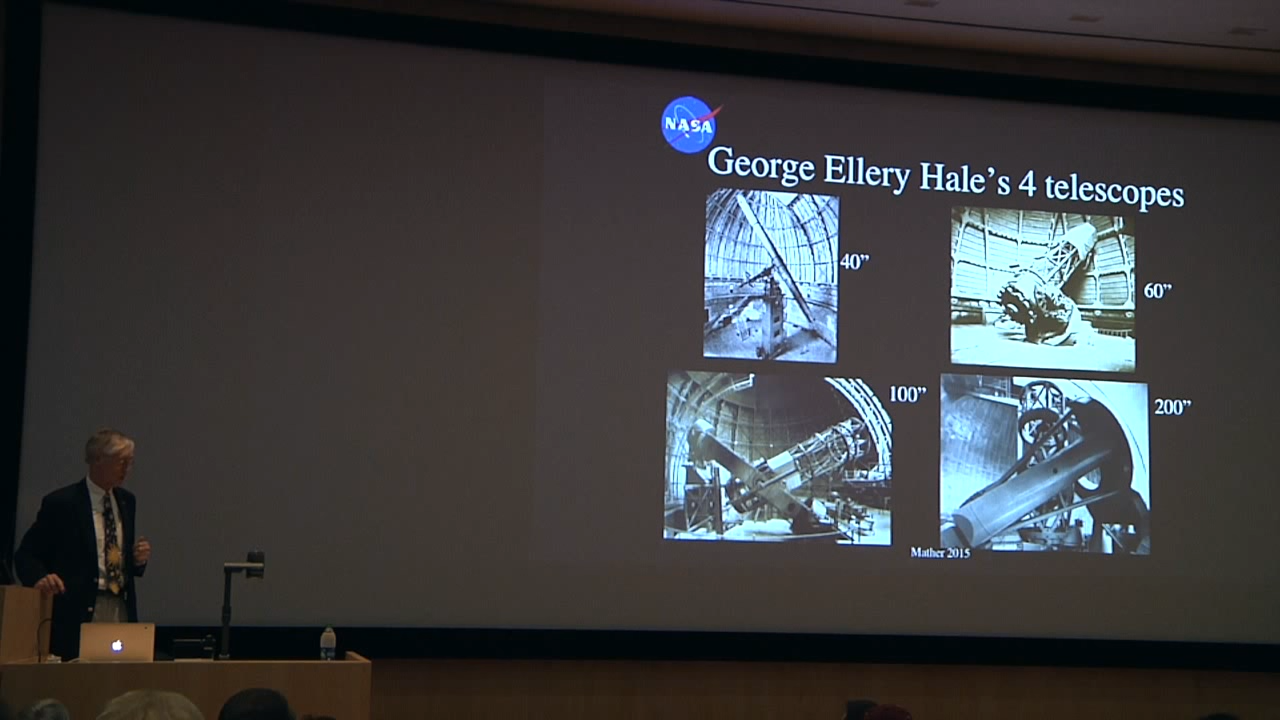 NASA
George Ellery Hale’s 4 telescopes
40”
60”
100”
200”
Mather 2015